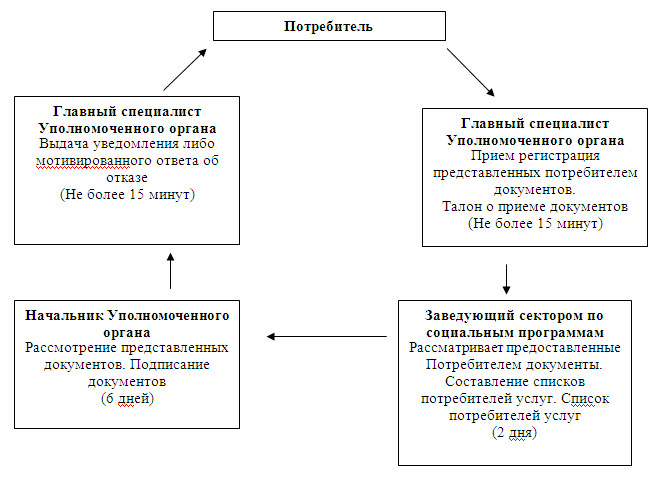 Потребитель
Главный специалист
Уполномоченного органа
Выдача уведомления либо
мотивированного ответа об
отказе
(Не более 15 минут)
Главный специалист
Уполномоченного органа
Прием регистрация
представленных потребителем
документов.
Талон о приеме документов
(Не более 15 минут)
Начальник Уполномоченного
органа
Рассмотрение представленных
документов. Подписание
документов
(6 дней)
Заведующий сектором по
социальным программам
Рассматривает предоставленные
Потребителем документы.
Составление списков
потребителей услуг. Список
потребителей услуг
(2 дня)